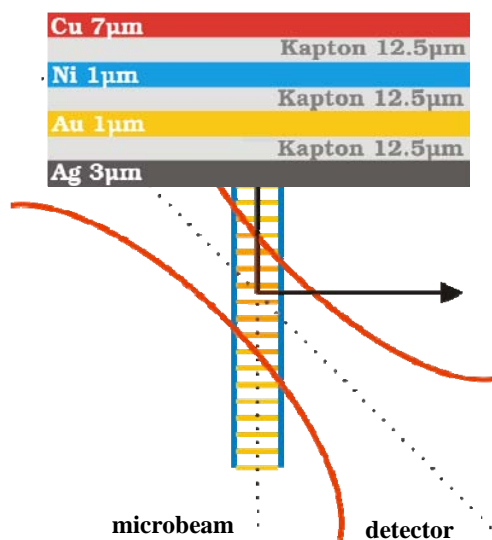 Cu 7µm
Kapton 12.5µm
Ni 1µm
Kapton 12.5µm
Au 1µm
Kapton 12.5µm
Ag 3µm
microbeam detector